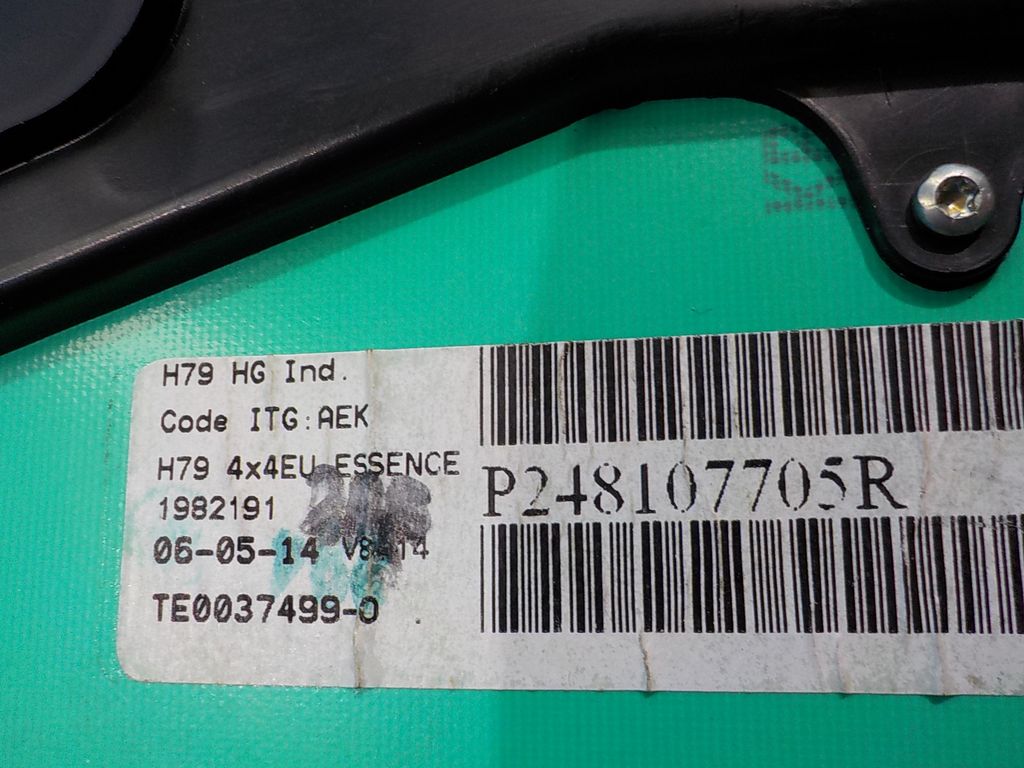 H79 HG Ind.
Code ITG:AEK
H79 4x4EU ESSENCE
1982191
06-05-14
TE0037499-0
P248107705R